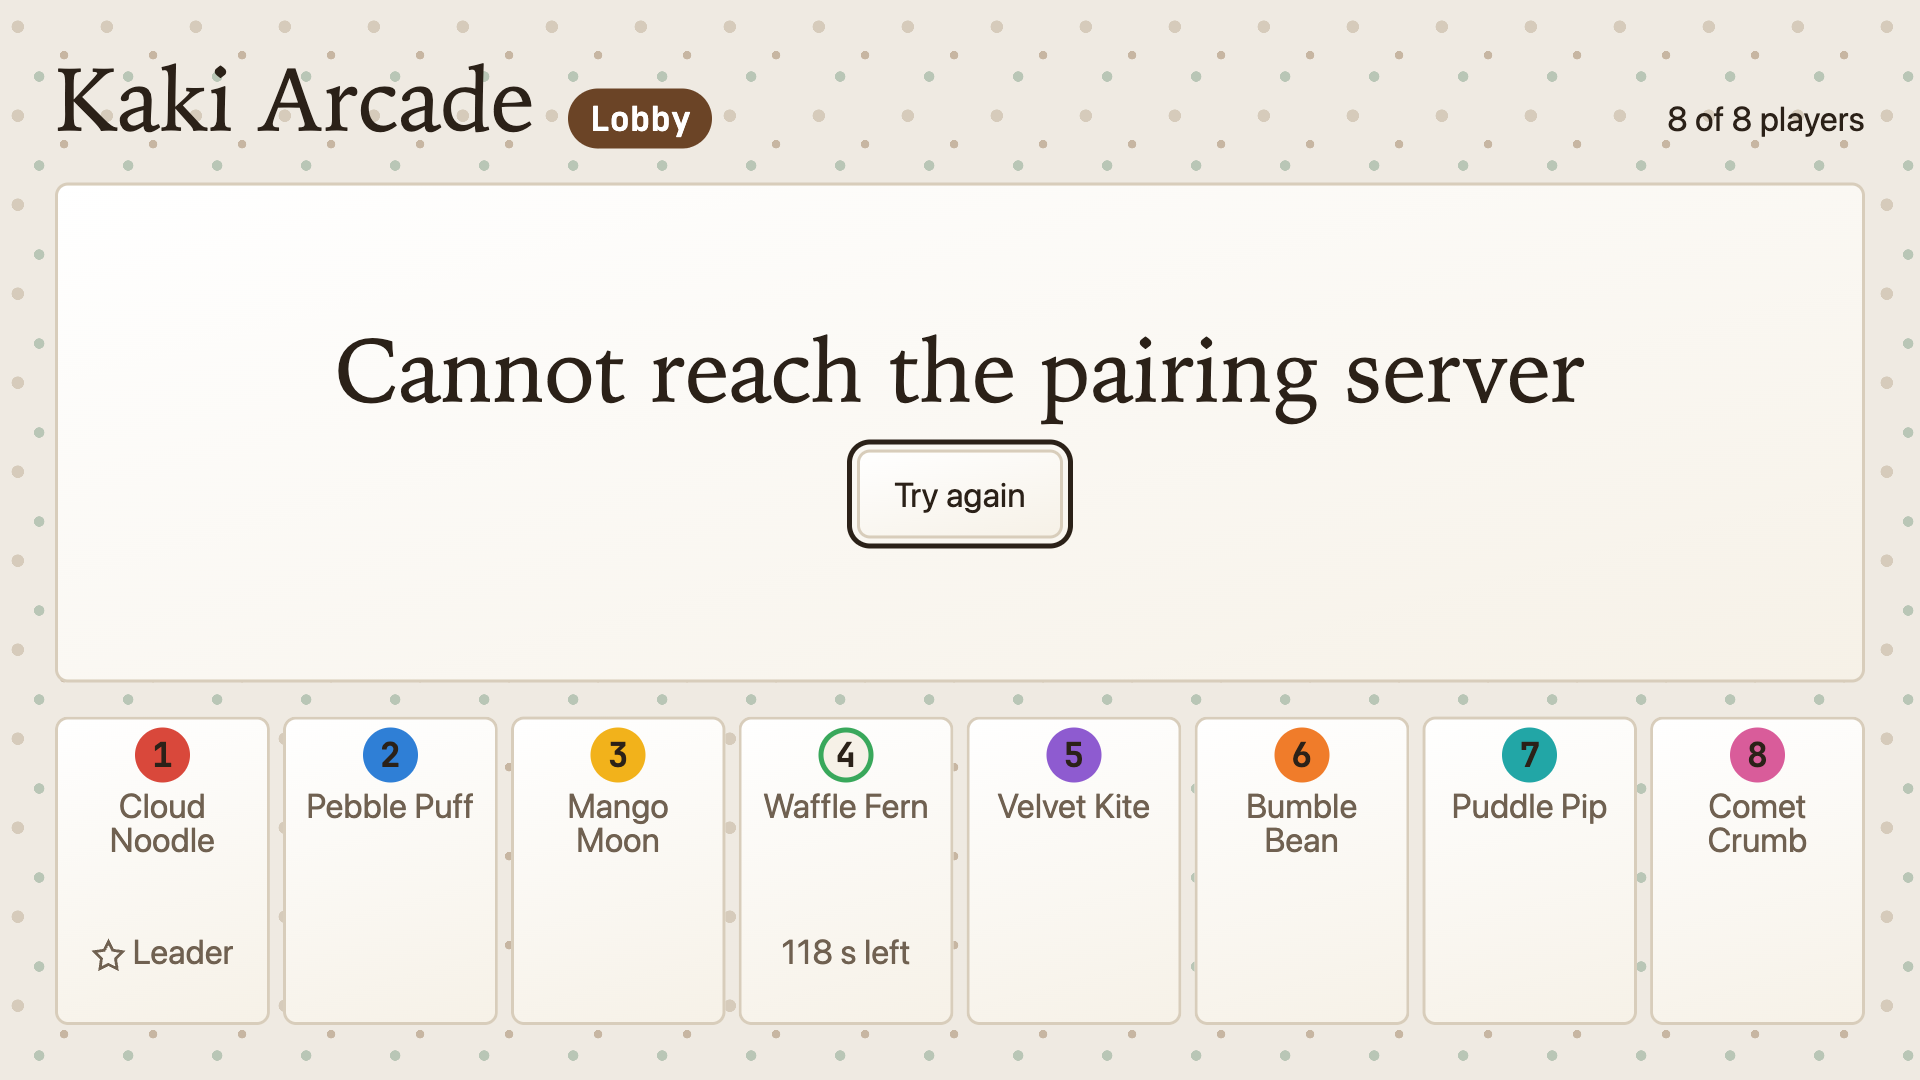 Kaki Arcade
Lobby
8 of 8 players
Cannot reach the pairing server
Try again
1
Cloud
Noodle
Leader
2
Pebble Puff
3
Mango
Moon
4
Waffle Fern
118 s left
5
Velvet Kite
6
Bumble
Bean
7
Puddle Pip
8
Comet
Crumb